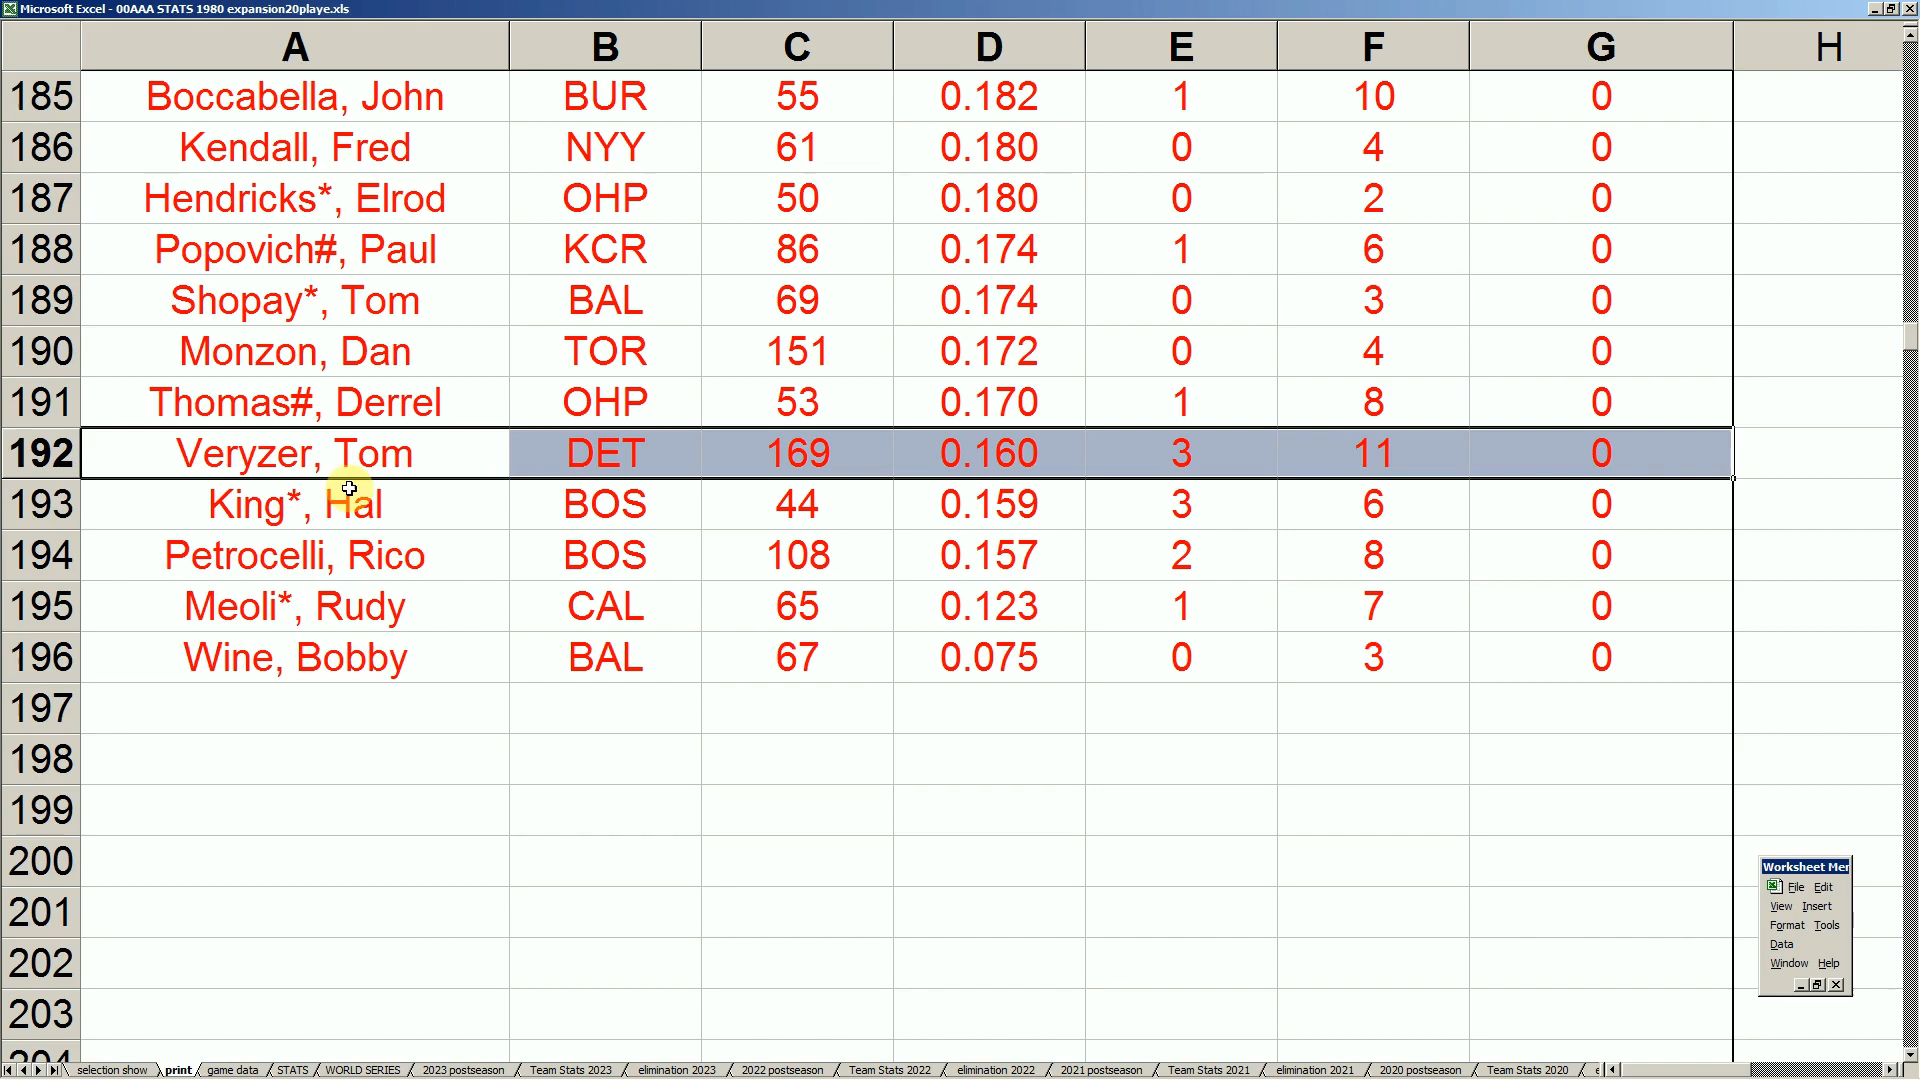 Microsoft Excel - 00AAA STATS 1980 expansion20playe.xls
A B C D E F G H
185 Boccabella, John BUR 55 0.182 1 10 0
186 Kendall, Fred NYY 61 0.180 0 4 0
187 Hendricks*, Elrod OHP 50 0.180 0 2 0
188 Popovich#, Paul KCR 86 0.174 1 6 0
189 Shopay*, Tom BAL 69 0.174 0 3 0
190 Monzon, Dan TOR 151 0.172 0 4 0
191 Thomas#, Derrel OHP 53 0.170 1 8 0
192 Veryzer, Tom DET 169 0.160 3 11 0
193 King*, Hal BOS 44 0.159 3 6 0
194 Petrocelli, Rico BOS 108 0.157 2 8 0
195 Meoli*, Rudy CAL 65 0.123 1 7 0
196 Wine, Bobby BAL 67 0.075 0 3 0
197
198
199
200
201
202
203
204
Worksheet Mer
File Edit
View Insert
Format Tools
Data
Window Help
selection show print game data STATS WORLD SERIES 2023 postseason Team Stats 2023 elimination 2023 2022 postseason Team Stats 2022 elimination 2022 2021 postseason Team Stats 2021 elimination 2021 2020 postseason Team Stats 2020 e